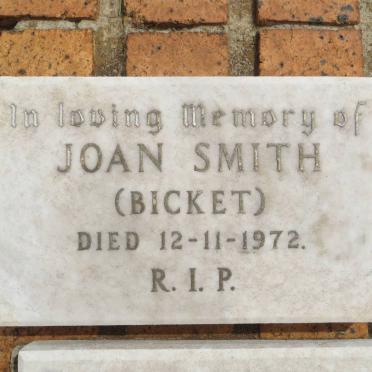 In loving Memory of
JOAN SMITH
(BICKET)
DIED 12-11-1972.
R. I. P.